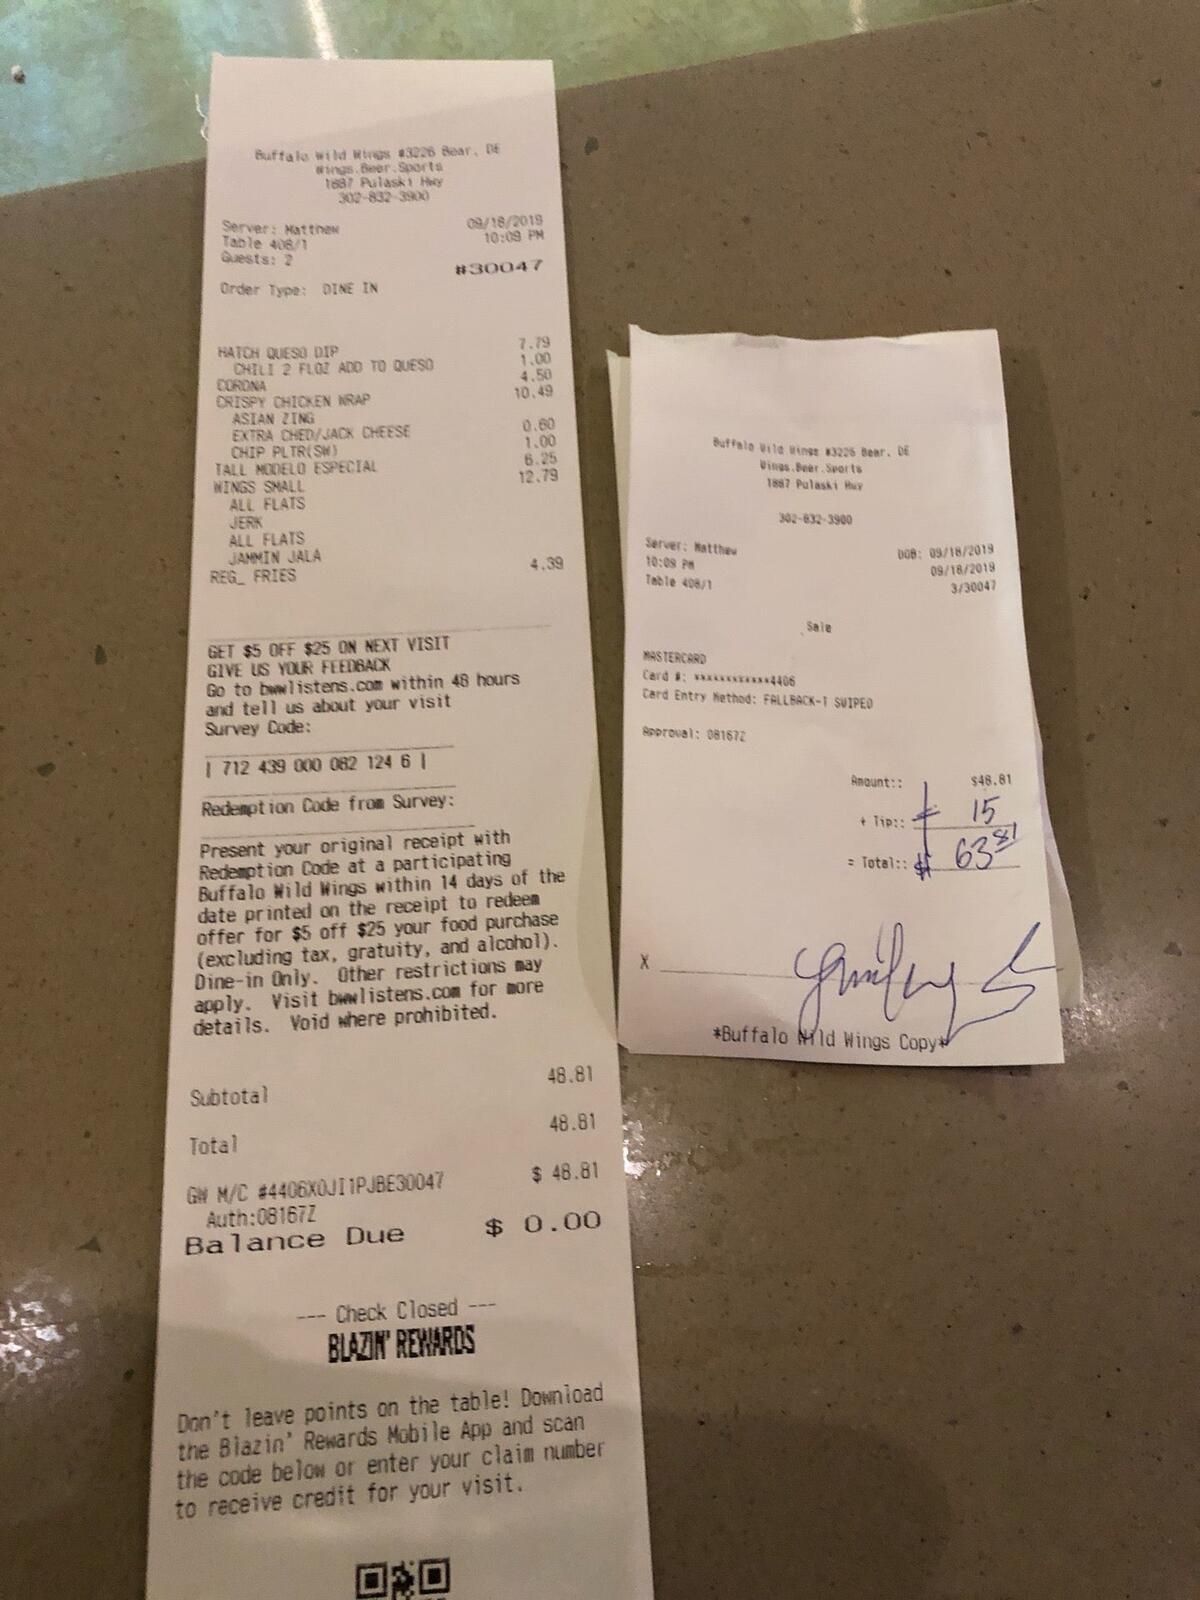 Buffalo Wild Wings #3226 Bear, DE
Wings.Beer.Sports
1887 Pulaski Hwy
302-832-3900
Server: Matthew 09/18/2019
Table 408/1 10:09 PM
Guests: 2
#30047
Order Type: DINE IN
HATCH QUESO DIP 7.79
CHILI 2 FLOZ ADD TO QUESO 1.00
CORONA 4.50
CRISPY CHICKEN WRAP 10.49
ASIAN ZING
EXTRA CHED/JACK CHEESE 0.60
CHIP PLTR(SW) 1.00
TALL MODELO ESPECIAL 6.25
WINGS SMALL 12.79
ALL FLATS
JERK
ALL FLATS
JAMMIN JALA
REG_ FRIES 4.39
GET $5 OFF $25 ON NEXT VISIT
GIVE US YOUR FEEDBACK
Go to bwwlistens.com within 48 hours
and tell us about your visit
Survey Code:
| 712 439 000 082 124 6 |
Redemption Code from Survey:
Present your original receipt with
Redemption Code at a participating
Buffalo Wild Wings within 14 days of the
date printed on the receipt to redeem
offer for $5 off $25 your food purchase
(excluding tax, gratuity, and alcohol).
Dine-in Only. Other restrictions may
apply. Visit bwwlistens.com for more
details. Void where prohibited.
Subtotal 48.81
Total 48.81
GW M/C #4406X0JI1PJBE30047 $ 48.81
Auth:08167Z
Balance Due $ 0.00
--- Check Closed ---
BLAZIN' REWARDS
Don't leave points on the table! Download
the Blazin' Rewards Mobile App and scan
the code below or enter your claim number
to receive credit for your visit.
Buffalo Wild Wings #3226 Bear, DE
Wings.Beer.Sports
1887 Pulaski Hwy
302-832-3900
Server: Matthew DOB: 09/18/2019
10:09 PM 09/18/2019
Table 408/1 3/30047
Sale
MASTERCARD
Card #: ************4406
Card Entry Method: FALLBACK-T SWIPED
Approval: 08167Z
Amount:: $48.81
+ Tip:: 15
= Total:: $ 63.81
X
*Buffalo Wild Wings Copy*